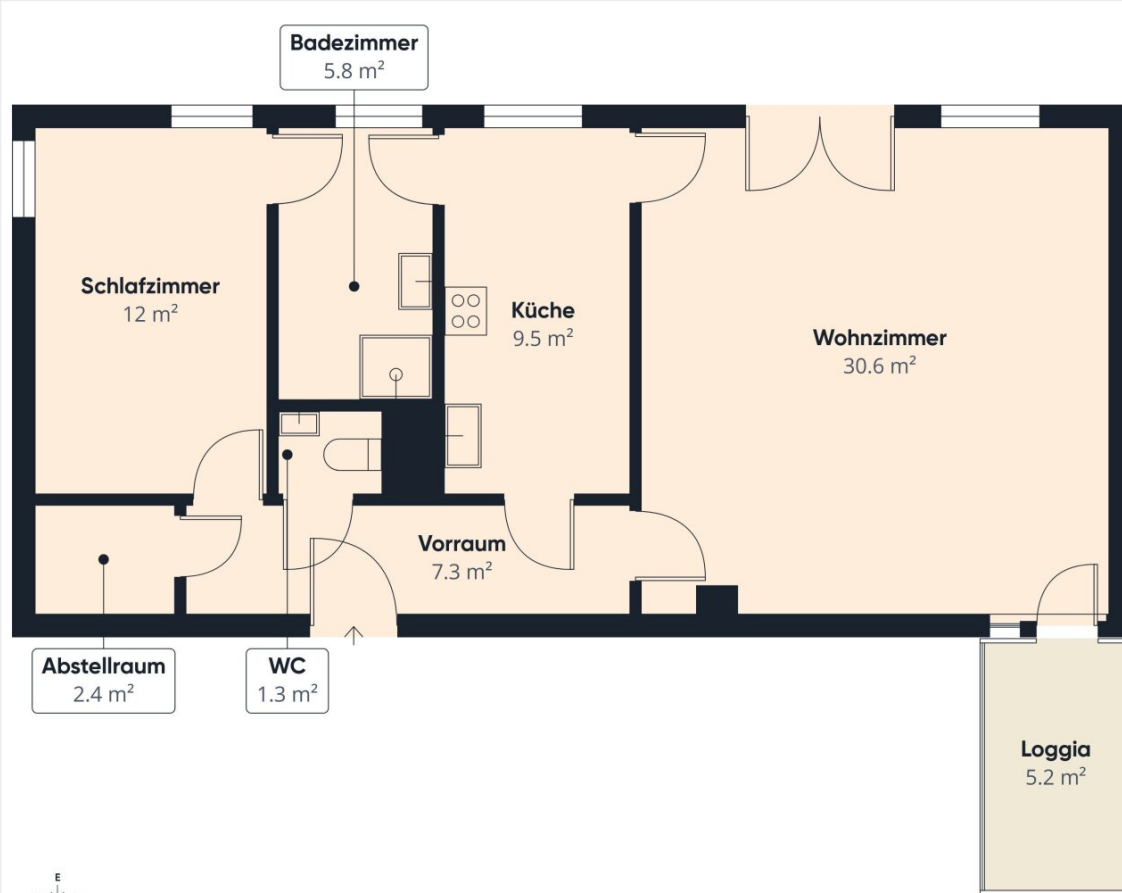 Badezimmer
5.8 m²
Schlafzimmer
12 m²
Küche
9.5 m²
Wohnzimmer
30.6 m²
Vorraum
7.3 m²
Abstellraum
2.4 m²
WC
1.3 m²
Loggia
5.2 m²
E